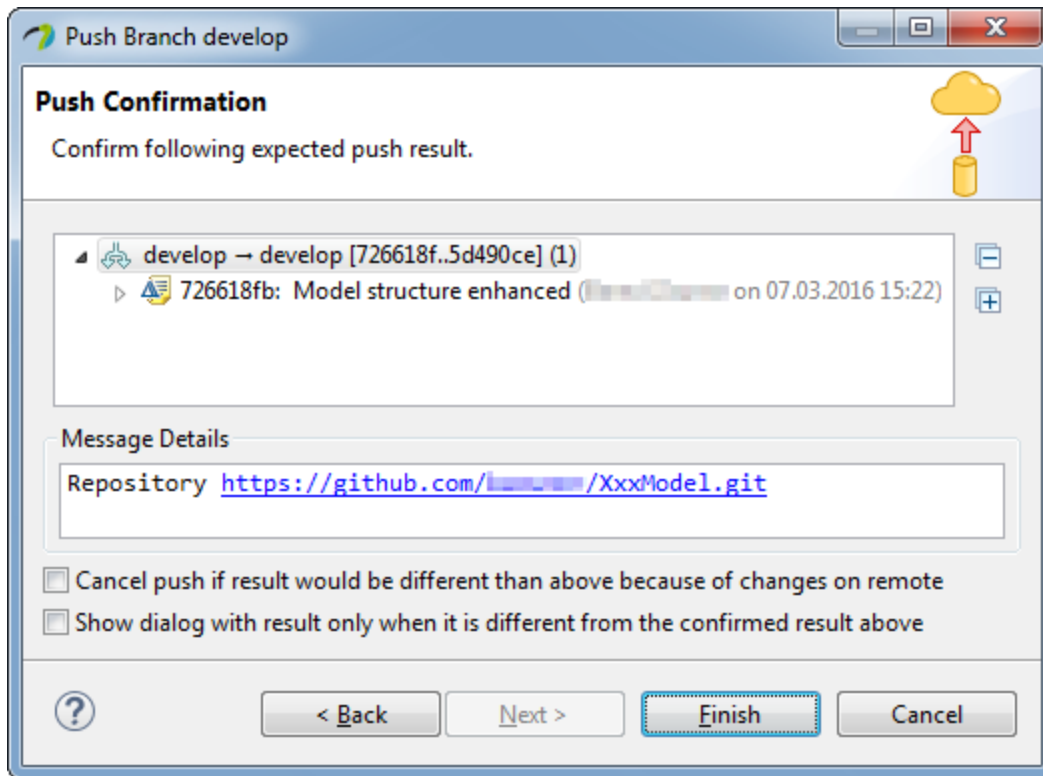 Push Branch develop
Push Confirmation
Confirm following expected push result.
develop → develop [726618f..5d490ce] (1)
726618fb: Model structure enhanced ( on 07.03.2016 15:22)
Message Details
Repository https://github.com/ /XxxModel.git
Cancel push if result would be different than above because of changes on remote
Show dialog with result only when it is different from the confirmed result above
< Back Next > Finish Cancel